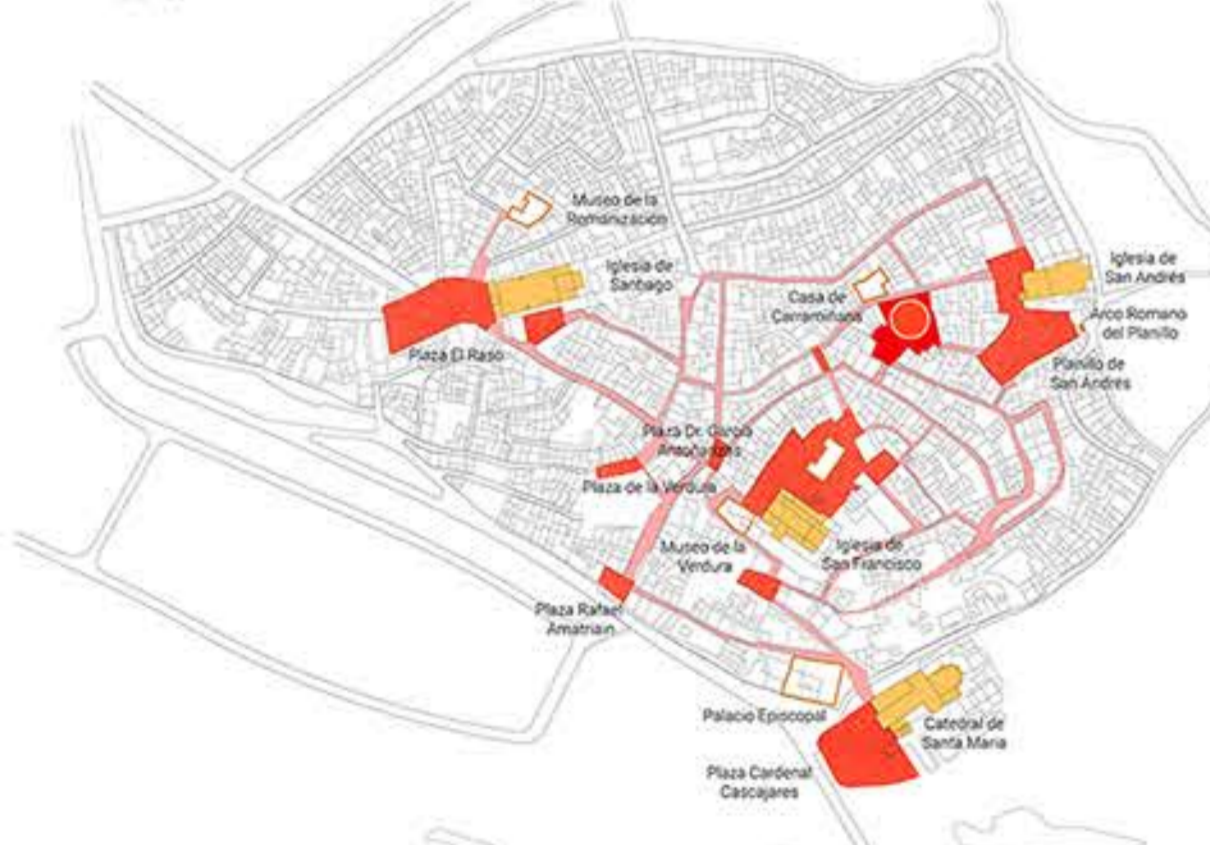 Museo de la
Romanización
Iglesia de
Santiago
Plaza El Raso
Casa de
Carramiñana
Iglesia de
San Andrés
Arco Romano
del Planillo
Planillo de
San Andrés
Plaza Dr. García
Antoñanzas
Plaza de la Verdura
Museo de la
Verdura
Iglesia de
San Francisco
Plaza Rafael
Amatriain
Palacio Episcopal
Catedral de
Santa Maria
Plaza Cardenal
Cascajares